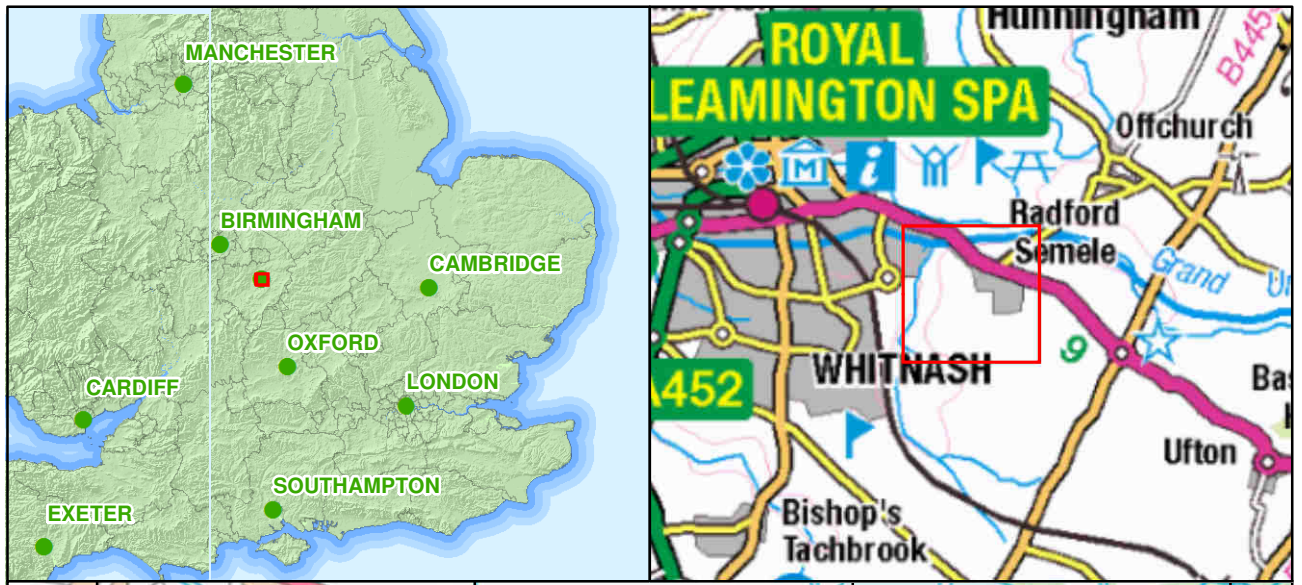 MANCHESTER
BIRMINGHAM
CAMBRIDGE
OXFORD
CARDIFF
LONDON
SOUTHAMPTON
EXETER
Hunningham
B445
ROYAL
LEAMINGTON SPA
Offchurch
M
i
Radford
Semele
Grand
9
WHITNASH
A452
Ufton
Bishop's
Tachbrook